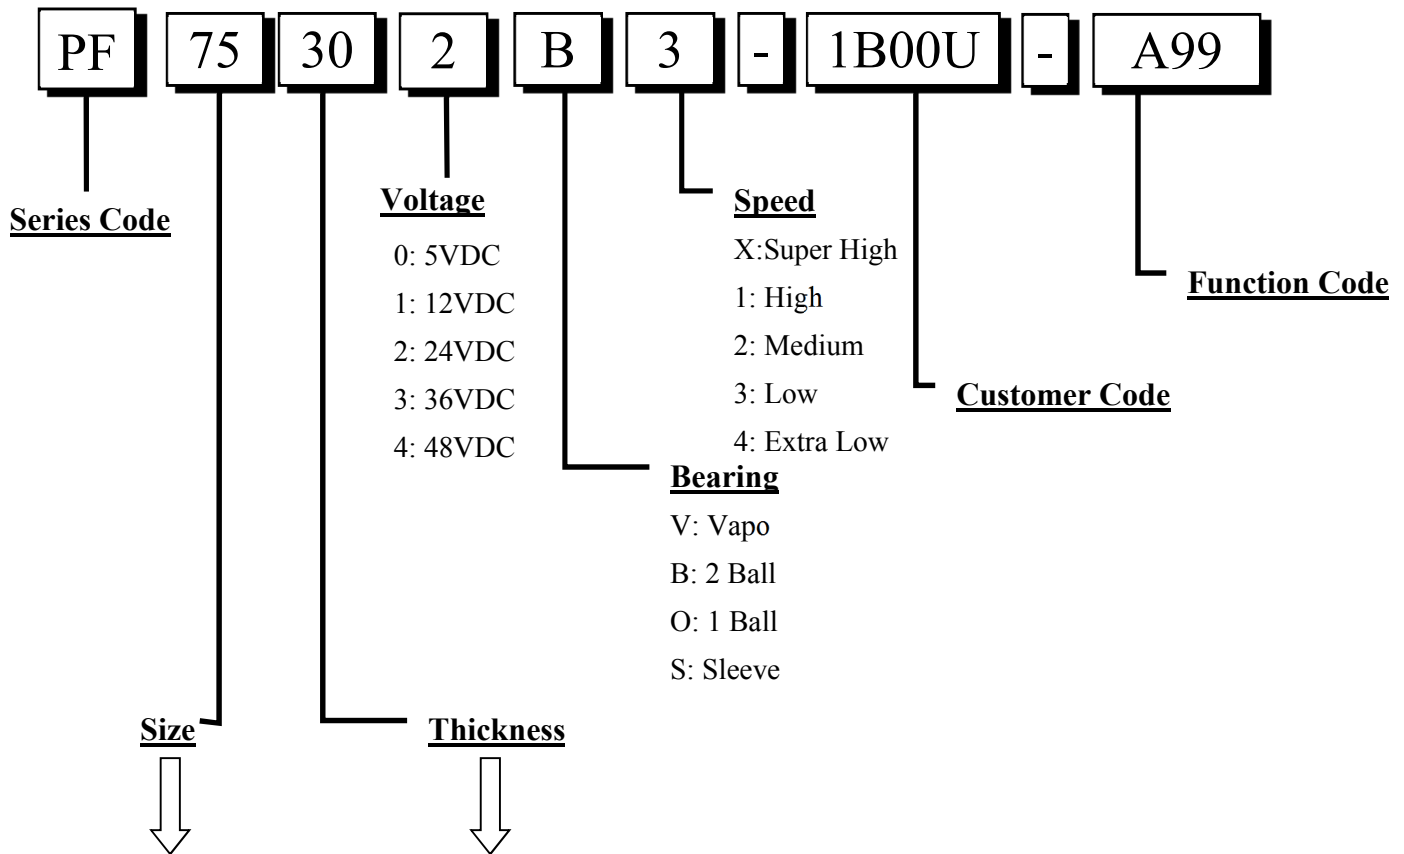 PF 75 30 2 B 3 - 1B00U - A99
Series Code
Voltage
0: 5VDC
1: 12VDC
2: 24VDC
3: 36VDC
4: 48VDC
Speed
X:Super High
1: High
2: Medium
3: Low
4: Extra Low
Function Code
Customer Code
Bearing
V: Vapo
B: 2 Ball
O: 1 Ball
S: Sleeve
Size
Thickness